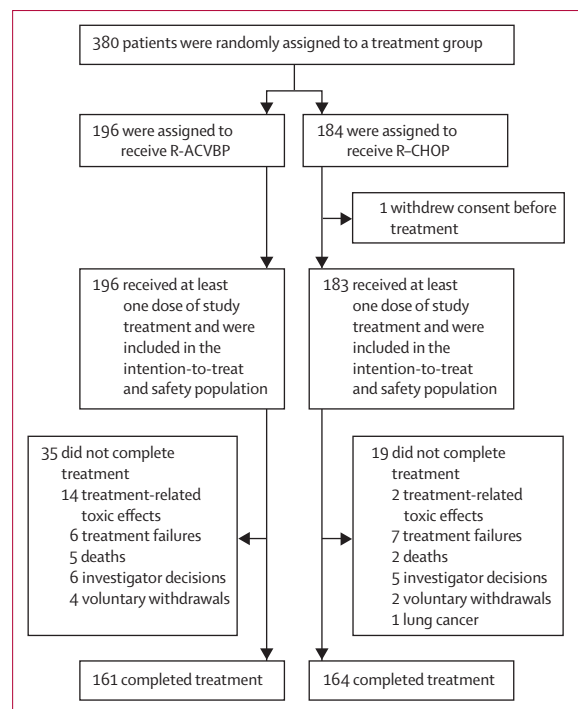 380 patients were randomly assigned to a treatment group
196 were assigned to
receive R-ACVBP
184 were assigned to
receive R–CHOP
1 withdrew consent before
treatment
196 received at least
one dose of study
treatment and were
included in the
intention-to-treat
and safety population
183 received at least
one dose of study
treatment and were
included in the
intention-to-treat
and safety population
35 did not complete
treatment
14 treatment-related
toxic effects
6 treatment failures
5 deaths
6 investigator decisions
4 voluntary withdrawals
19 did not complete
treatment
2 treatment-related
toxic effects
7 treatment failures
2 deaths
5 investigator decisions
2 voluntary withdrawals
1 lung cancer
161 completed treatment
164 completed treatment